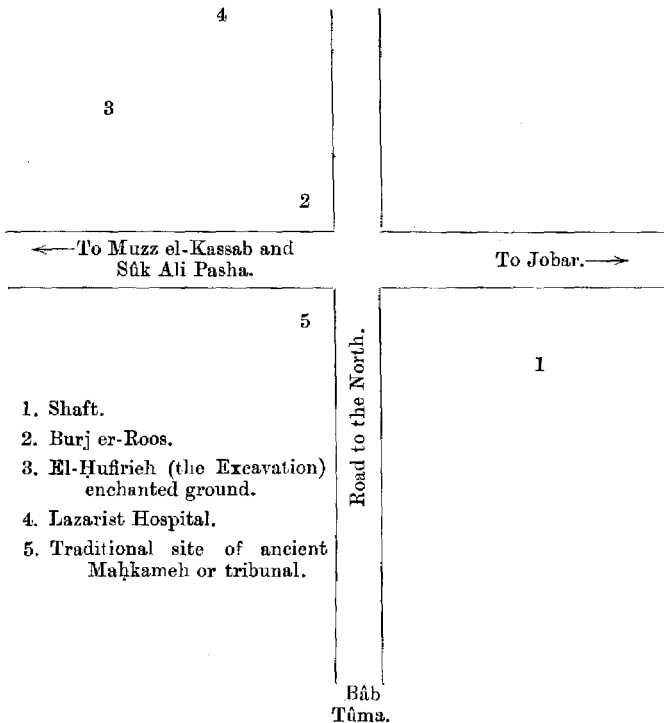 4
3
2
←To Muzz el-Kassab and
Sûk Ali Pasha.
To Jobar.→
5
1
Road to the North.
1. Shaft.
2. Burj er-Roos.
3. El-Ḥufirieh (the Excavation)
enchanted ground.
4. Lazarist Hospital.
5. Traditional site of ancient
Maḥkameh or tribunal.
Bâb
Tûma.